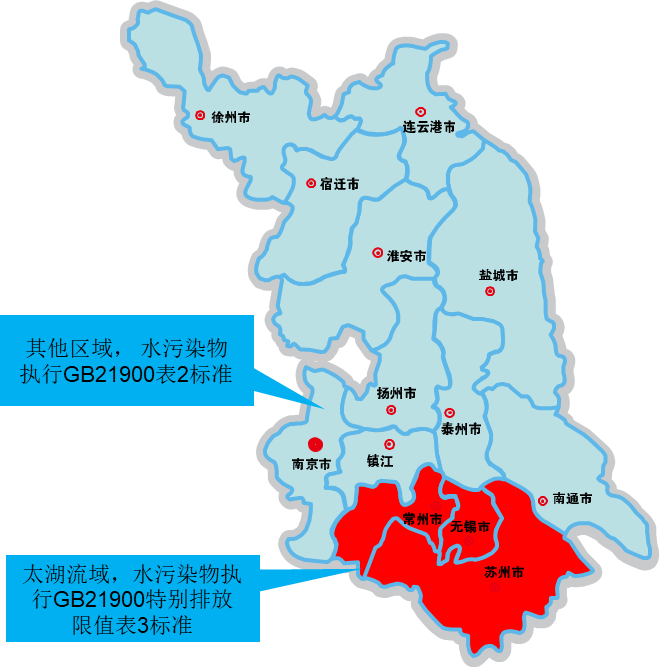 徐州市
连云港市
宿迁市
淮安市
盐城市
其他区域， 水污染物
执行GB21900表2标准
扬州市
泰州市
南京市
镇江
南通市
常州市
无锡市
苏州市
太湖流域，水污染物执
行GB21900特别排放
限值表3标准